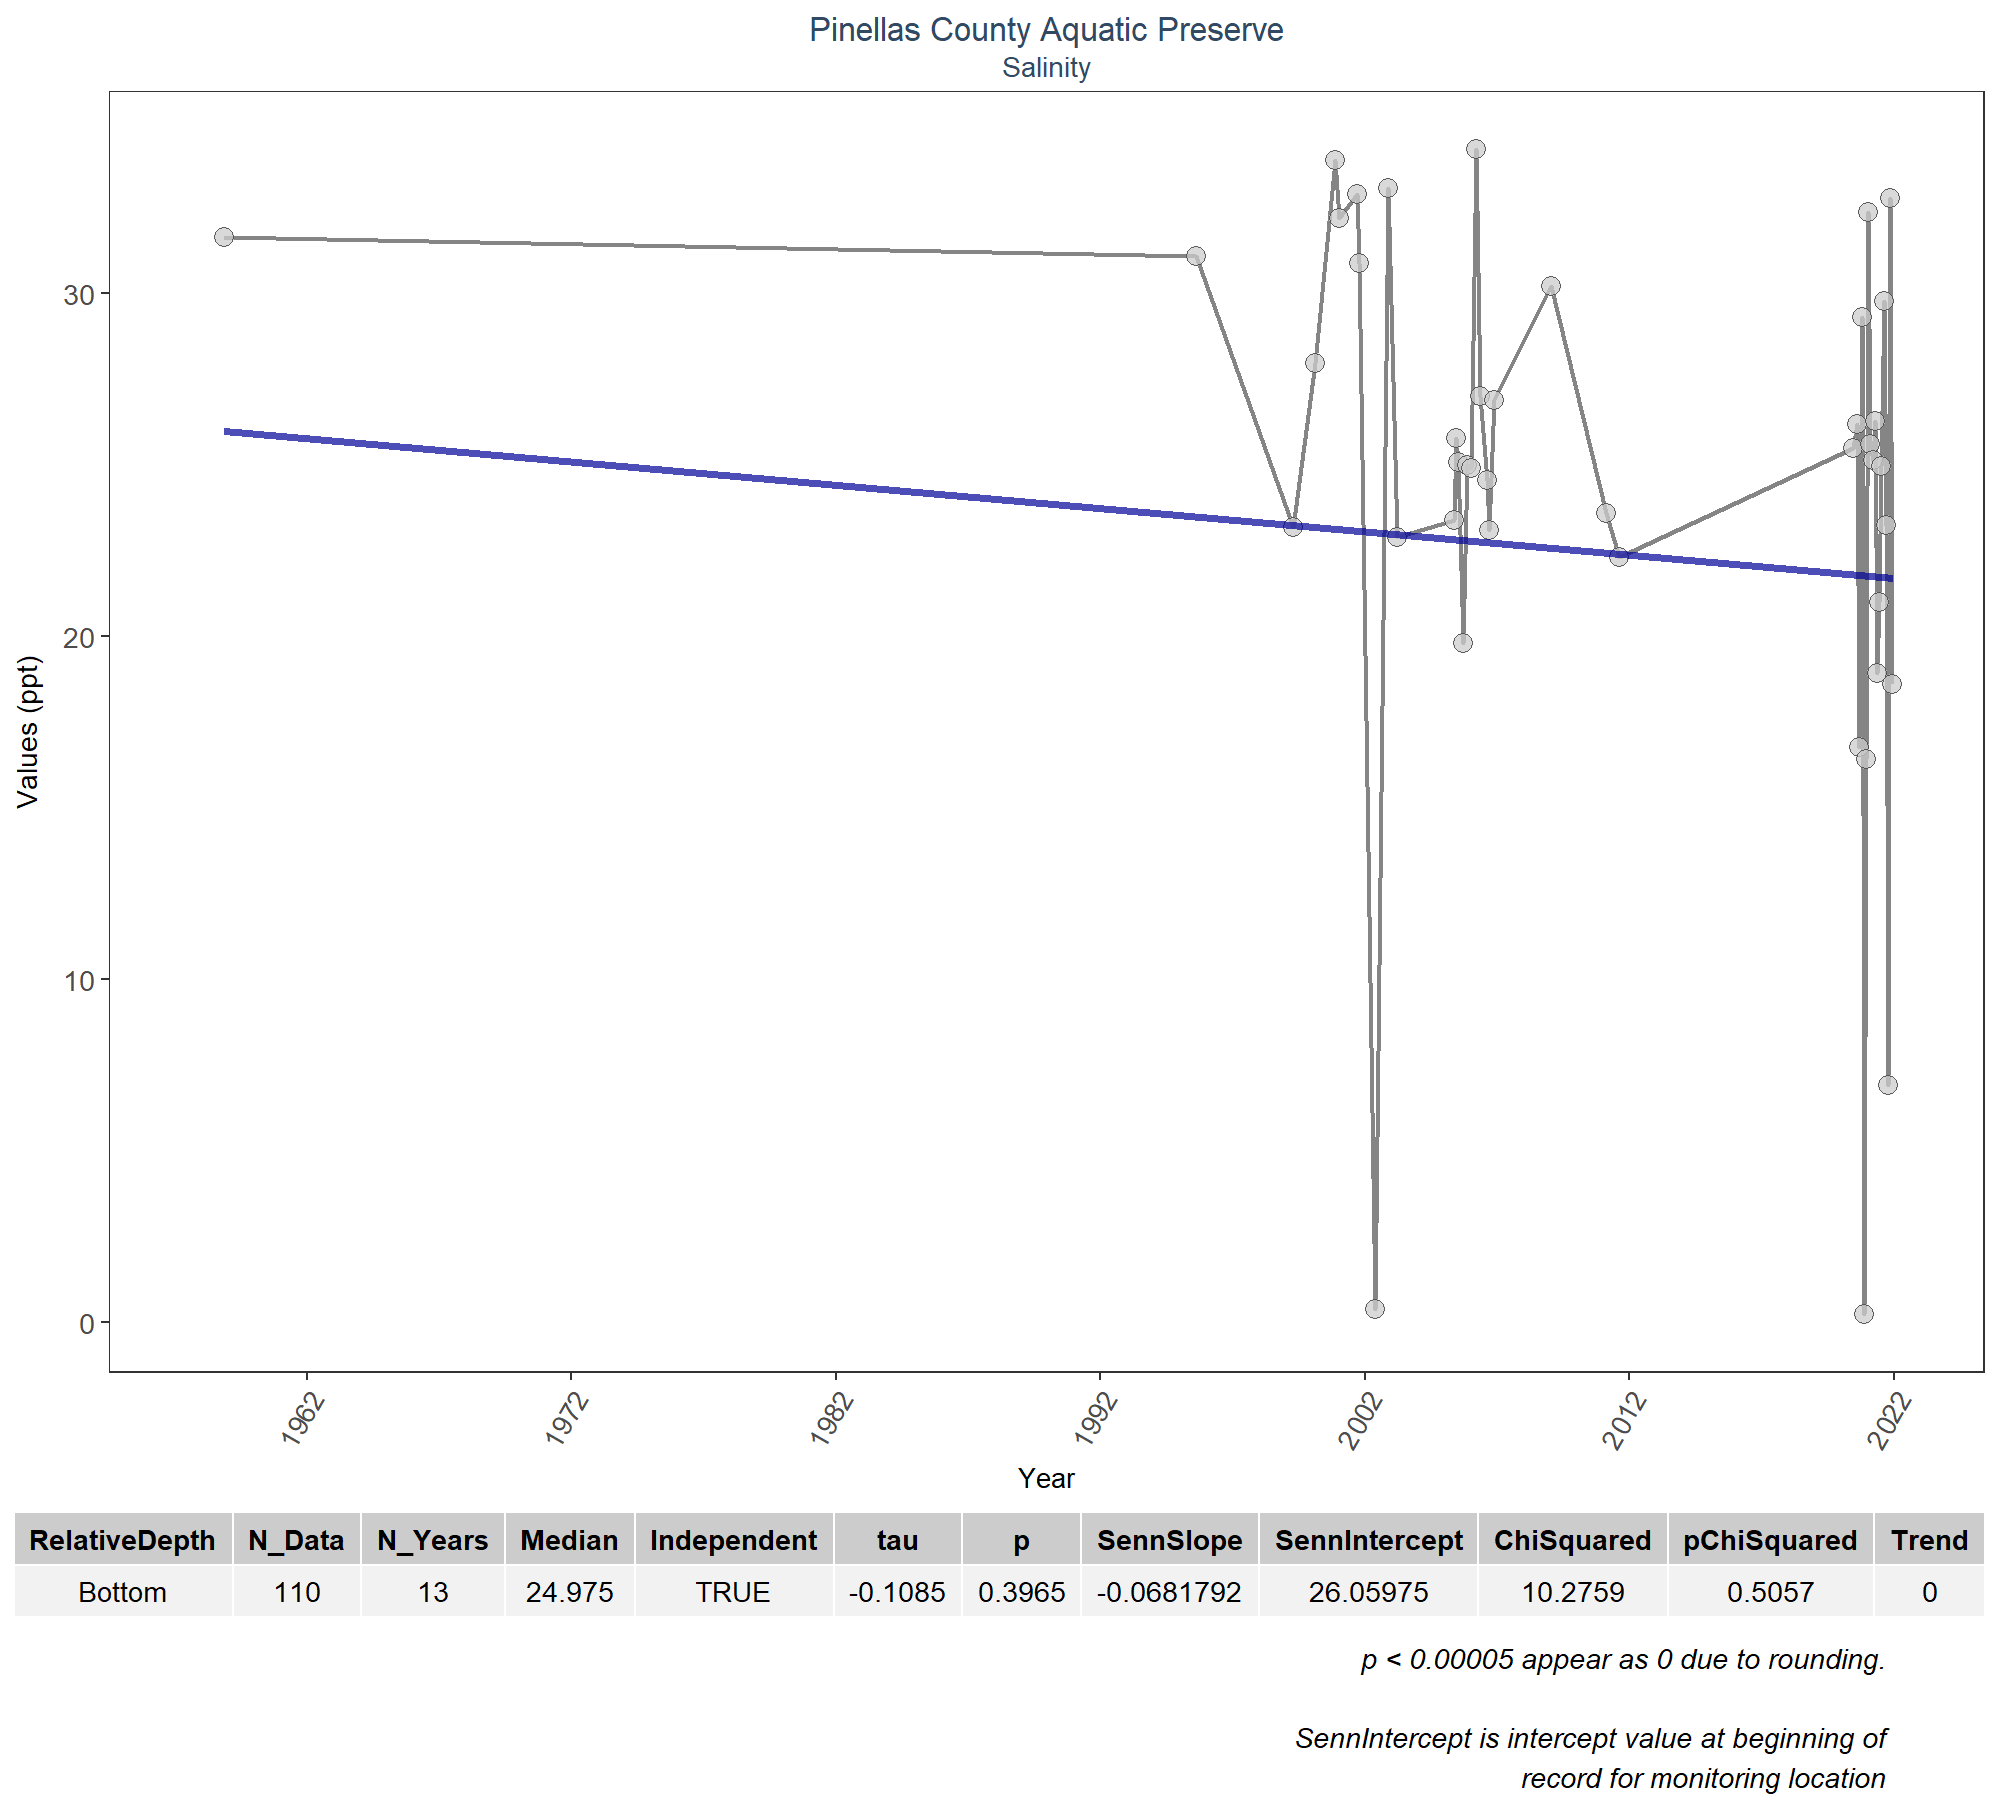 Pinellas County Aquatic Preserve
Salinity
Values (ppt)
30
20
10
0
1962 1972 1982 1992 2002 2012 2022
Year
RelativeDepth N_Data N_Years Median Independent tau p SennSlope SennIntercept ChiSquared pChiSquared Trend
Bottom 110 13 24.975 TRUE -0.1085 0.3965 -0.0681792 26.05975 10.2759 0.5057 0
p < 0.00005 appear as 0 due to rounding.
SennIntercept is intercept value at beginning of
record for monitoring location